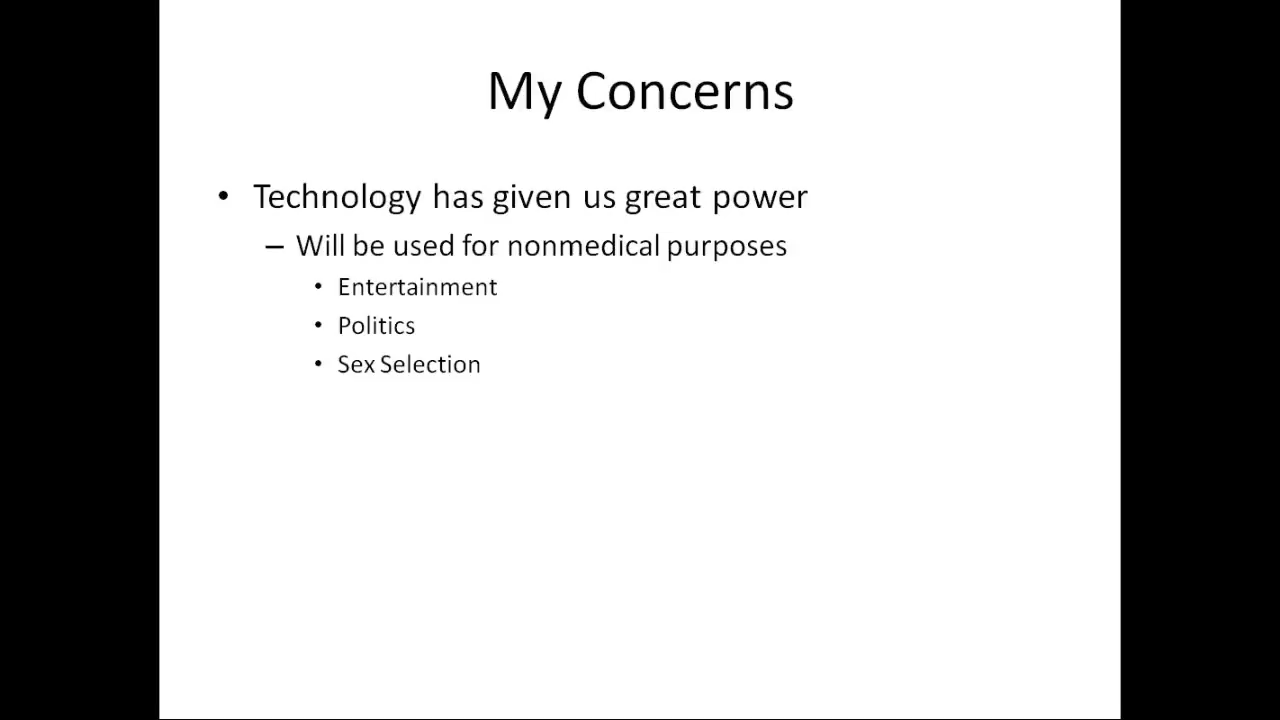 My Concerns
• Technology has given us great power
– Will be used for nonmedical purposes
• Entertainment
• Politics
• Sex Selection